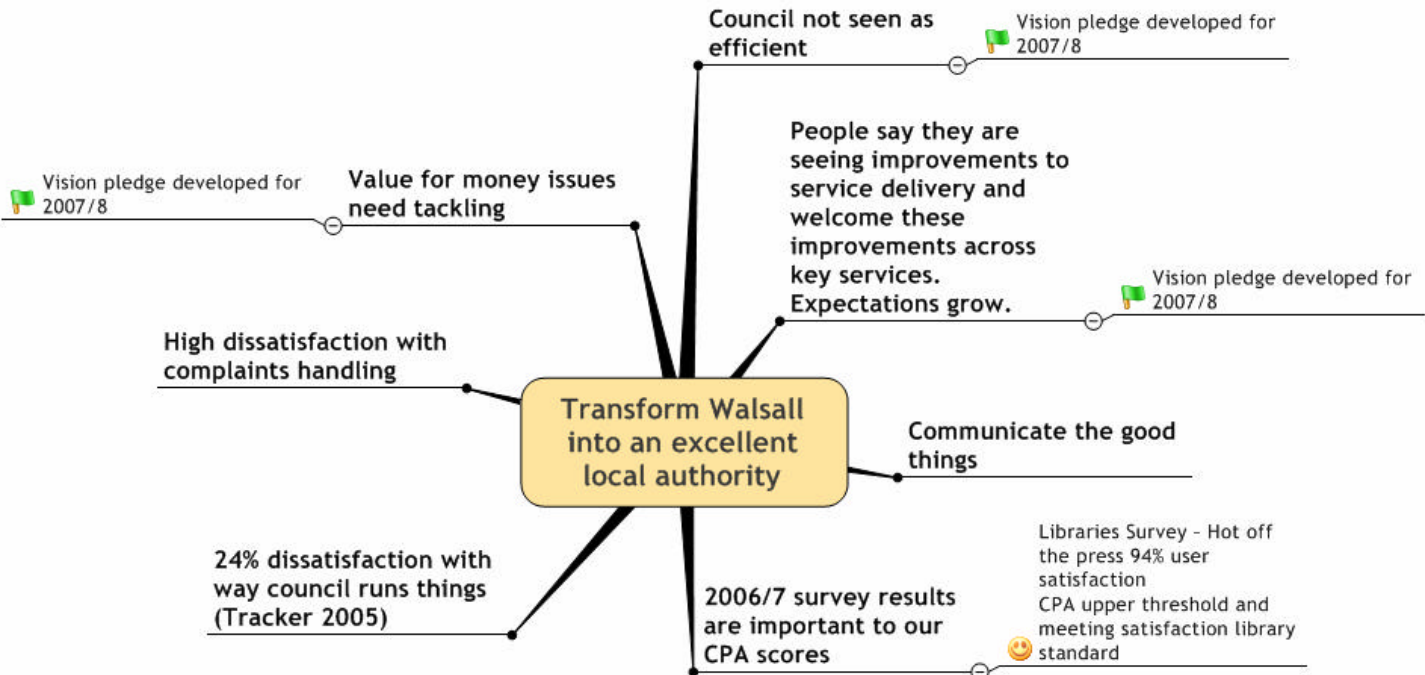 Council not seen as
efficient
Vision pledge developed for
2007/8
People say they are
seeing improvements to
service delivery and
welcome these
improvements across
key services.
Expectations grow.
Vision pledge developed for
2007/8
Vision pledge developed for
2007/8
Value for money issues
need tackling
High dissatisfaction with
complaints handling
Transform Walsall
into an excellent
local authority
Communicate the good
things
24% dissatisfaction with
way council runs things
(Tracker 2005)
2006/7 survey results
are important to our
CPA scores
Libraries Survey – Hot off
the press 94% user
satisfaction
CPA upper threshold and
meeting satisfaction library
standard